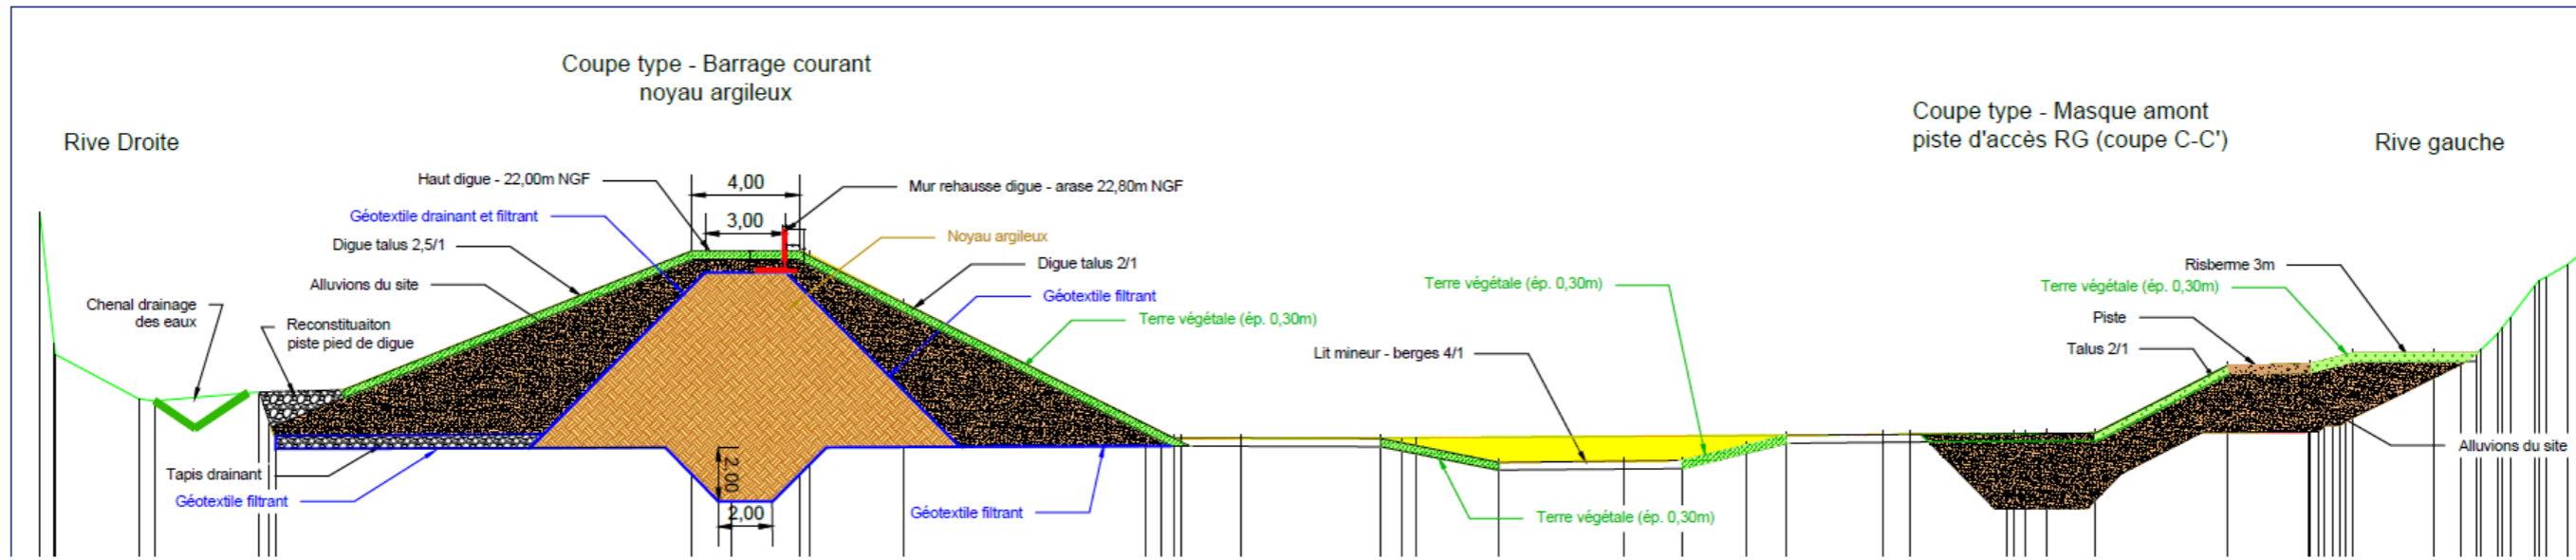 Coupe type - Barrage courant
noyau argileux
Coupe type - Masque amont
piste d'accès RG (coupe C-C')
Rive Droite
Rive gauche
Haut digue - 22,00m NGF
4,00
Mur rehausse digue - arase 22,80m NGF
Géotextile drainant et filtrant
3,00
Digue talus 2,5/1
Noyau argileux
Alluvions du site
Digue talus 2/1
Chenal drainage
des eaux
Géotextile filtrant
Reconstituaiton
piste pied de digue
Terre végétale (ép. 0,30m)
Terre végétale (ép. 0,30m)
Lit mineur - berges 4/1
Risberme 3m
Terre végétale (ép. 0,30m)
Piste
Talus 2/1
Tapis drainant
Géotextile filtrant
2,00
2,00
Géotextile filtrant
Terre végétale (ép. 0,30m)
Alluvions du site